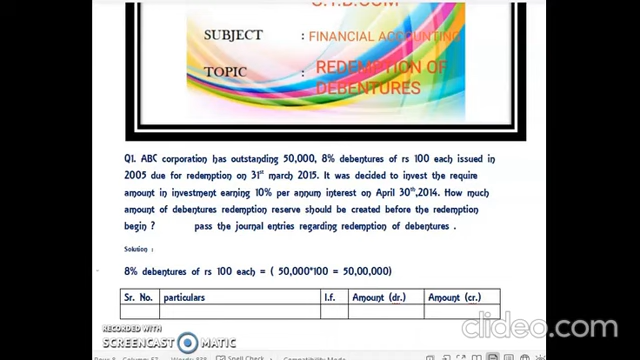 SUBJECT : FINANCIAL ACCOUNTING
TOPIC : REDEMPTION OF
DEBENTURES
Q1. ABC corporation has outstanding 50,000, 8% debentures of rs 100 each issued in
2005 due for redemption on 31st march 2015. It was decided to invest the require
amount in investment earning 10% per annum interest on April 30th,2014. How much
amount of debentures redemption reserve should be created before the redemption
begin ? pass the journal entries regarding redemption of debentures .
Solution :
8% debentures of rs 100 each = ( 50,000*100 = 50,00,000)
Sr. No. particulars l.f. Amount (dr.) Amount (cr.)
RECORDED WITH
SCREENCAST MATIC
clideo.com